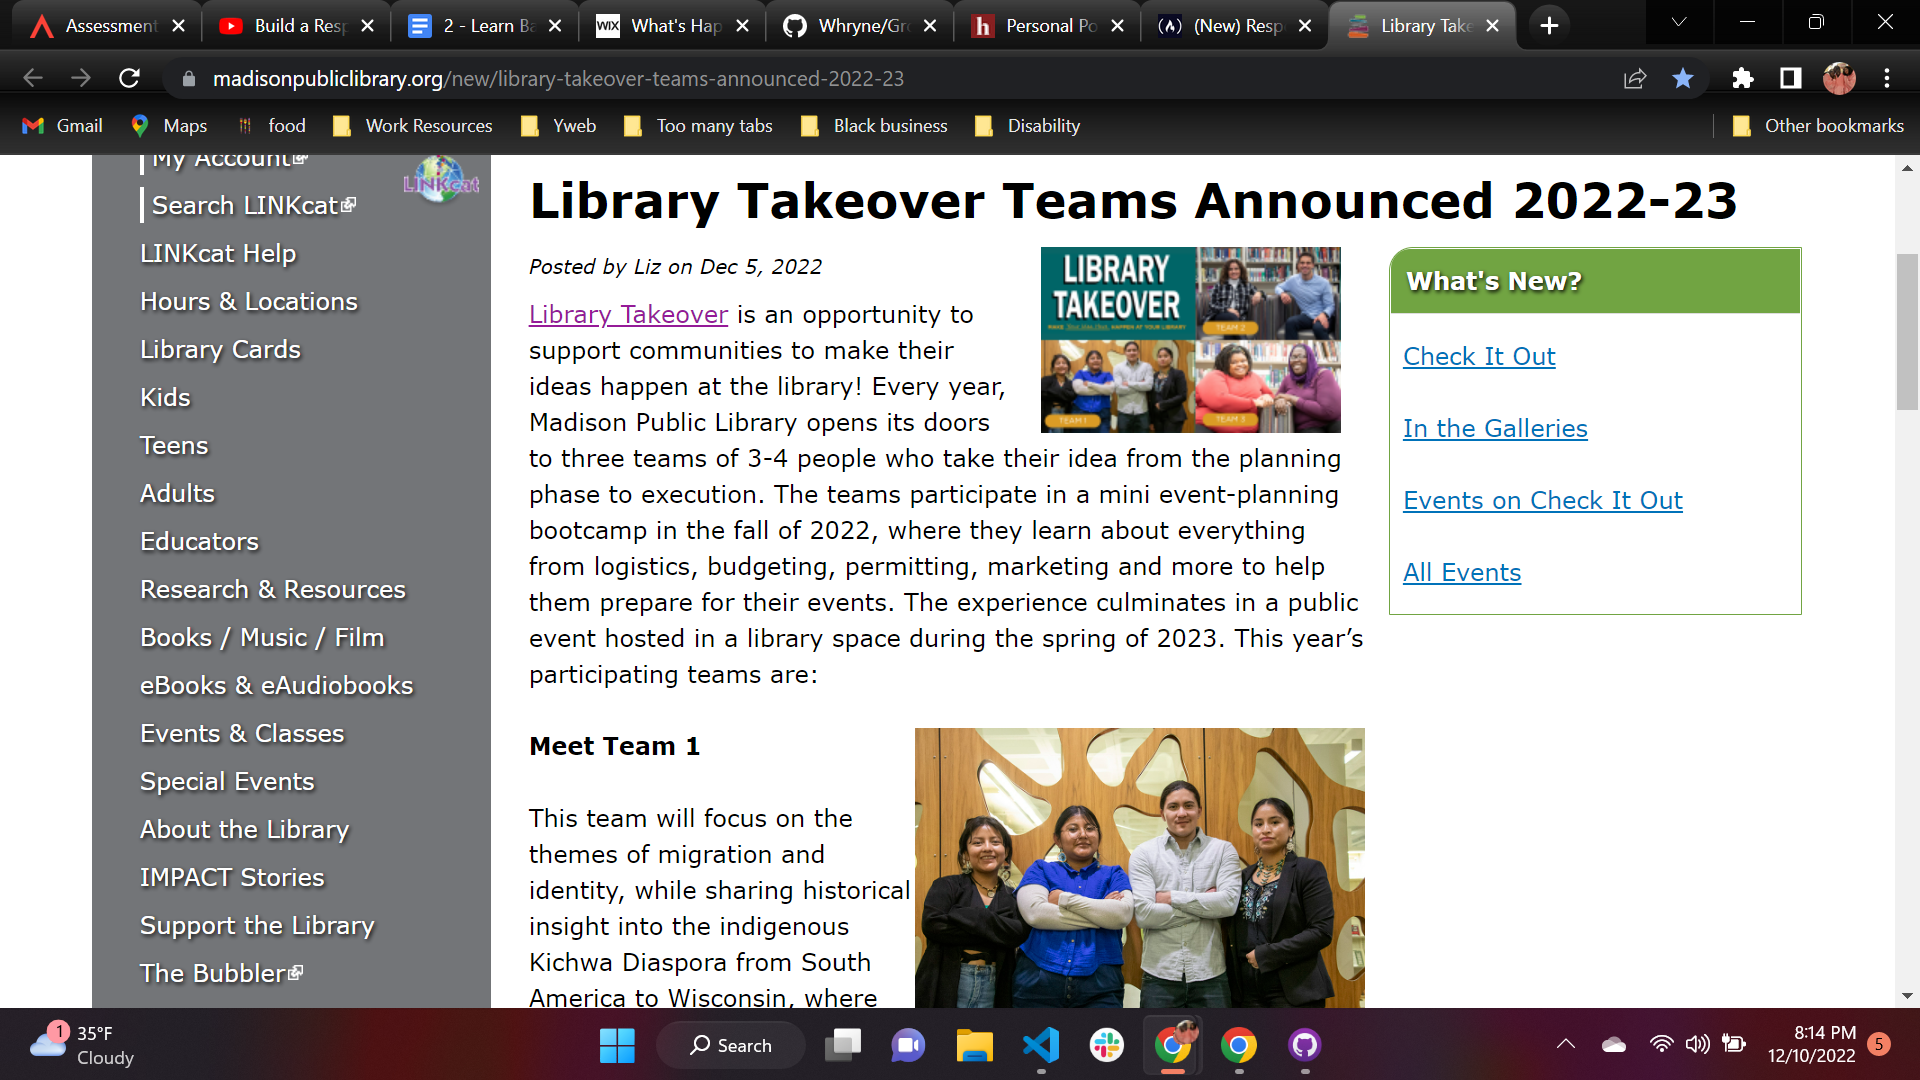 Assessment
Build a Resp
2 - Learn Ba
WIX
What's Hap
Whryne/Gro
Personal Po
(New) Resp
Library Take
madisonpubliclibrary.org/new/library-takeover-teams-announced-2022-23
Gmail
Maps
food
Work Resources
Yweb
Too many tabs
Black business
Disability
Other bookmarks
My Account
LINKcat
Search LINKcat
LINKcat Help
Hours & Locations
Library Cards
Kids
Teens
Adults
Educators
Research & Resources
Books / Music / Film
eBooks & eAudiobooks
Events & Classes
Special Events
About the Library
IMPACT Stories
Support the Library
The Bubbler
Library Takeover Teams Announced 2022-23
Posted by Liz on Dec 5, 2022
LIBRARY
TAKEOVER
MAKE YOUR IDEA HAPPEN AT YOUR LIBRARY
TEAM 2
TEAM 1
TEAM 3
Library Takeover is an opportunity to
support communities to make their
ideas happen at the library! Every year,
Madison Public Library opens its doors
to three teams of 3-4 people who take their idea from the planning
phase to execution. The teams participate in a mini event-planning
bootcamp in the fall of 2022, where they learn about everything
from logistics, budgeting, permitting, marketing and more to help
them prepare for their events. The experience culminates in a public
event hosted in a library space during the spring of 2023. This year’s
participating teams are:
Meet Team 1
This team will focus on the
themes of migration and
identity, while sharing historical
insight into the indigenous
Kichwa Diaspora from South
America to Wisconsin, where
What's New?
Check It Out
In the Galleries
Events on Check It Out
All Events
1
35°F
Cloudy
Search
8:14 PM
12/10/2022
5